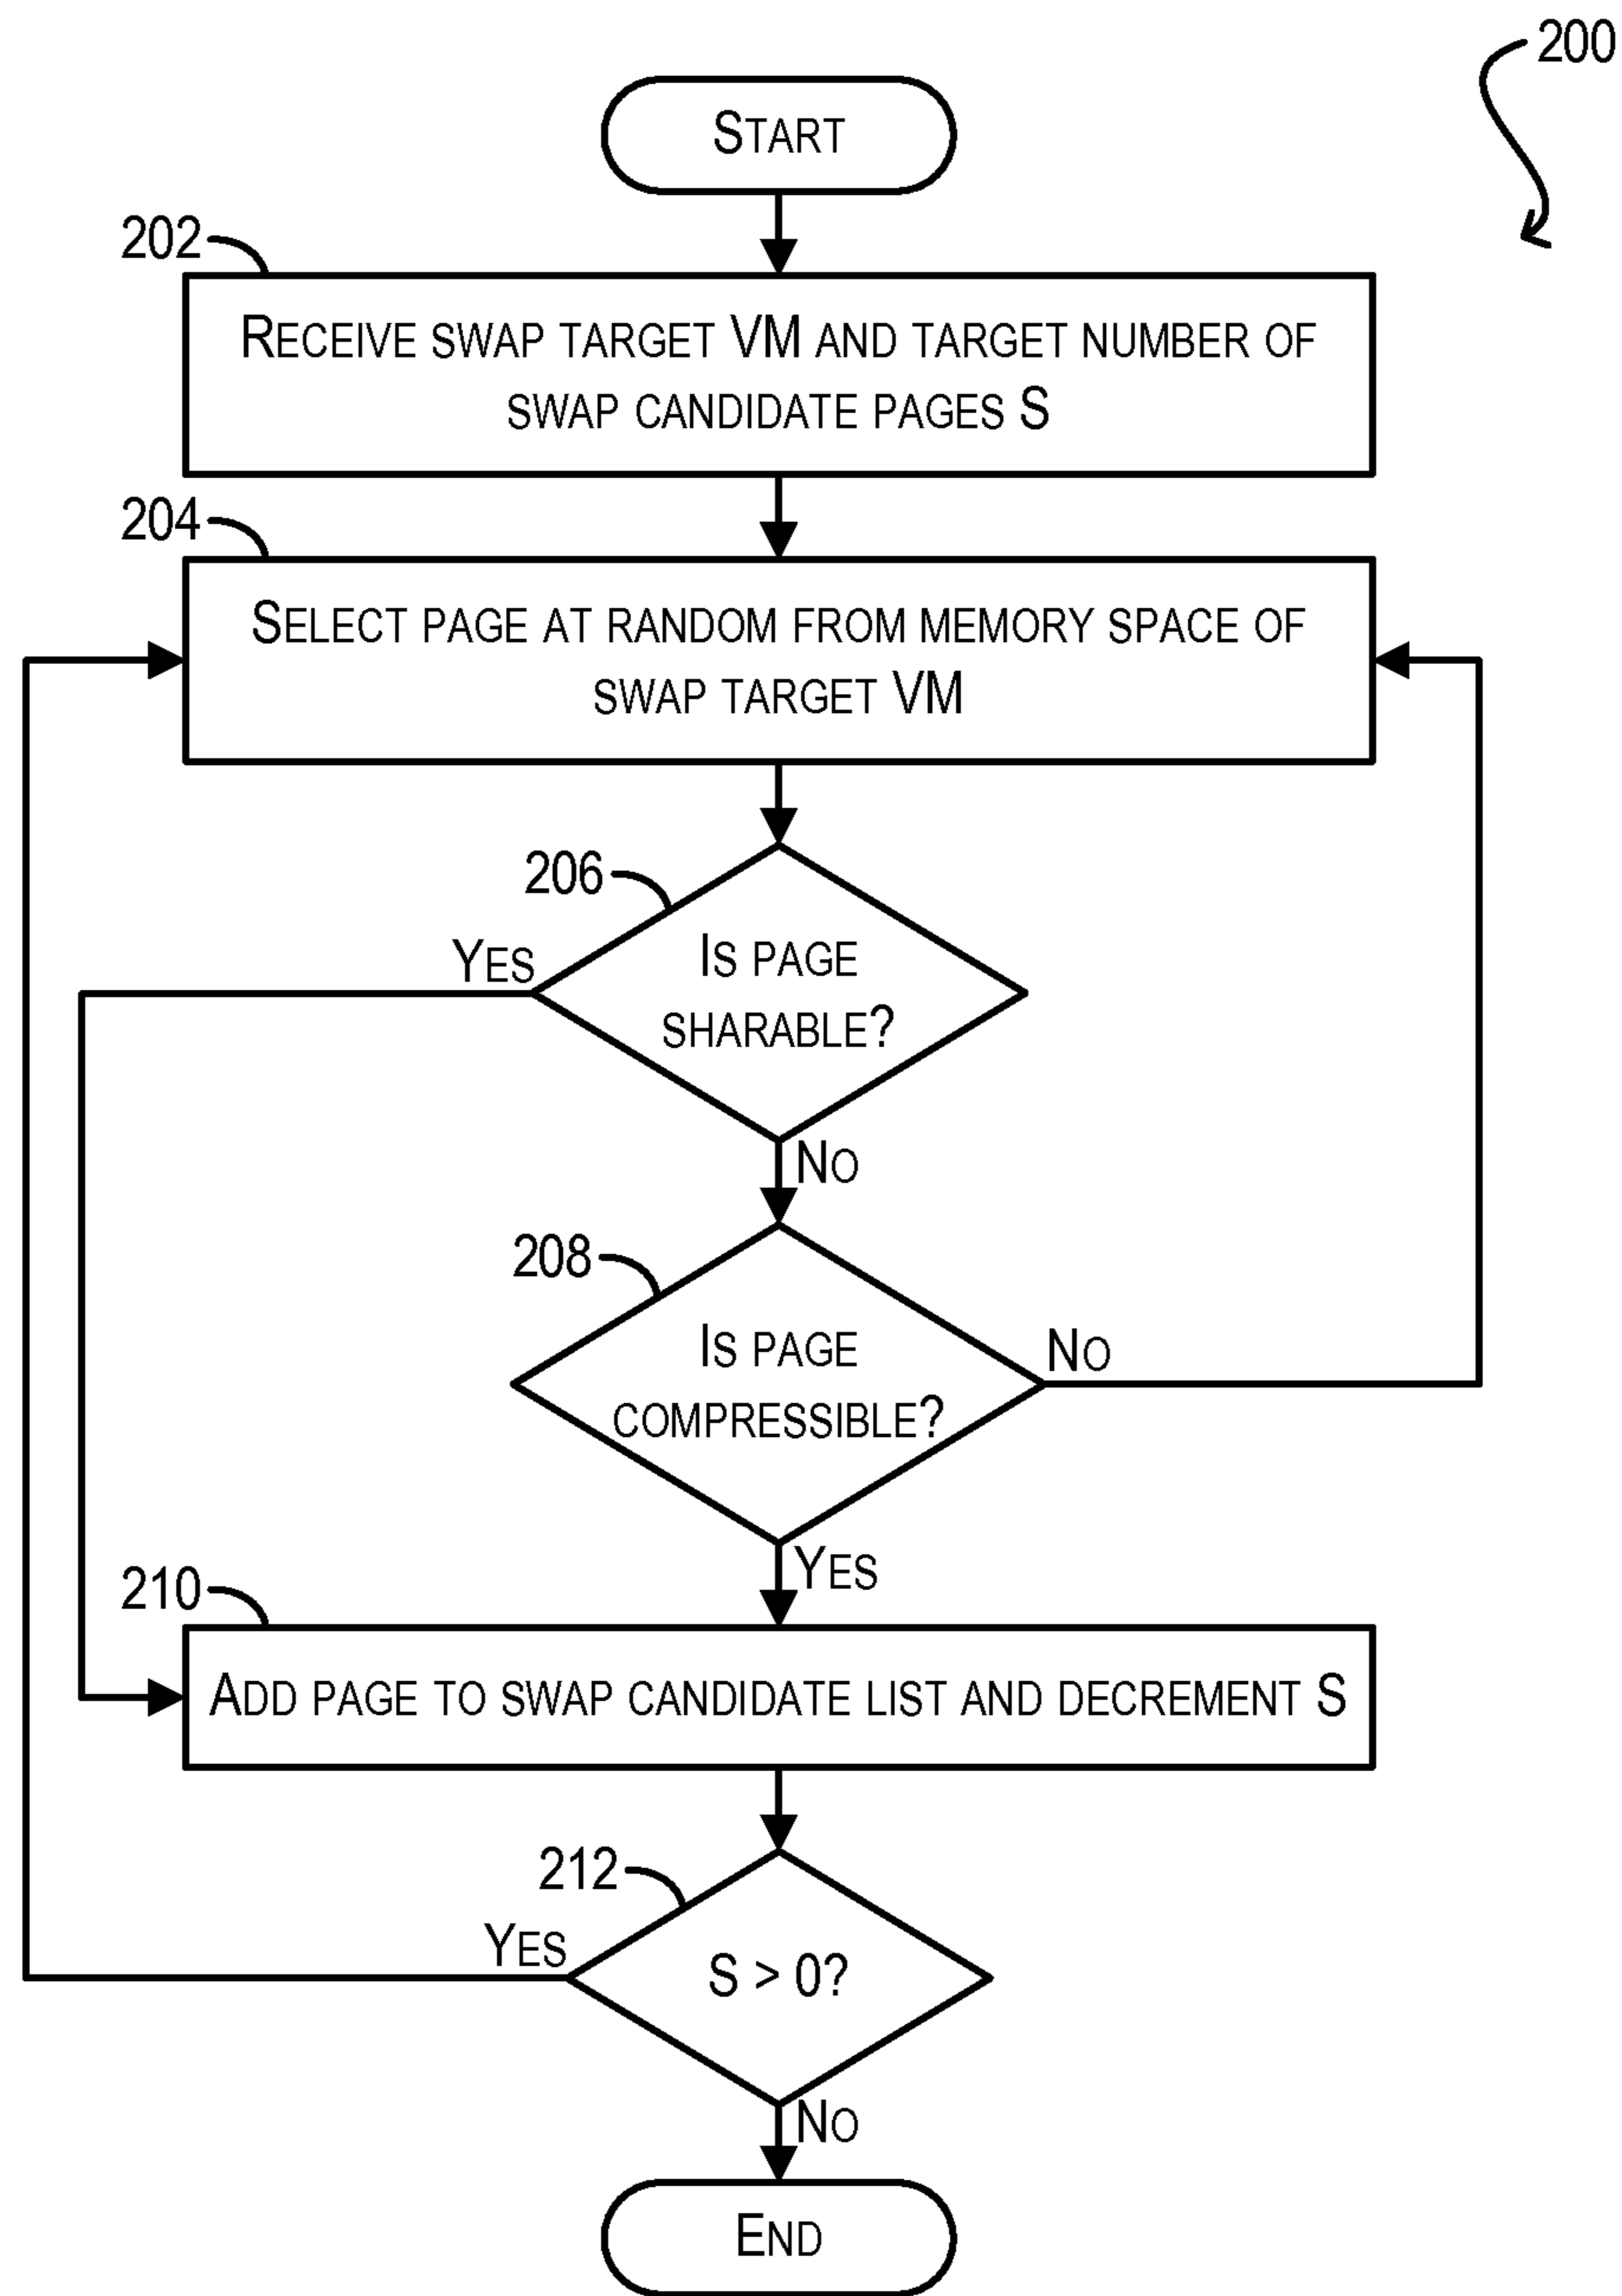 200
Start
202
Receive swap target VM and target number of
swap candidate pages S
204
Select page at random from memory space of
swap target VM
206
Yes
Is page
sharable?
No
208
Is page
compressible?
No
Yes
210
Add page to swap candidate list and decrement S
212
Yes
S > 0?
No
End